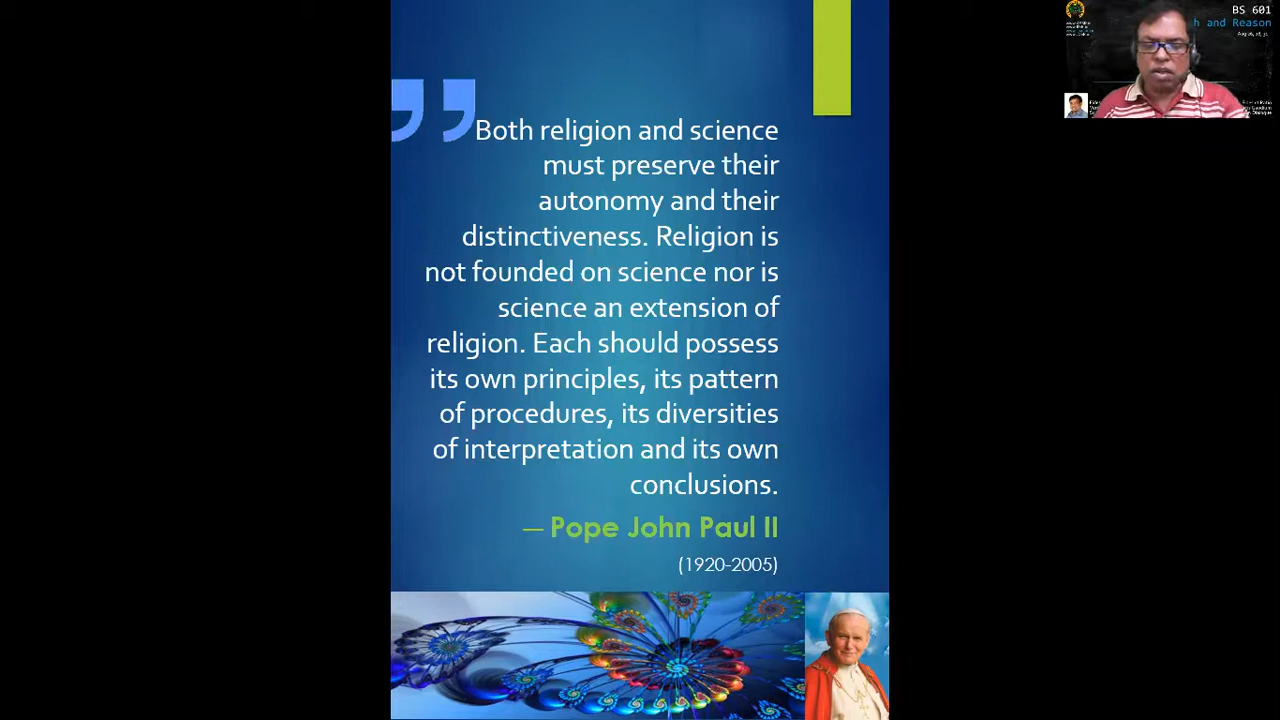 Both religion and science
must preserve their
autonomy and their
distinctiveness. Religion is
not founded on science nor is
science an extension of
religion. Each should possess
its own principles, its pattern
of procedures, its diversities
of interpretation and its own
conclusions.
— Pope John Paul II
(1920-2005)
BS 601
h and Reason